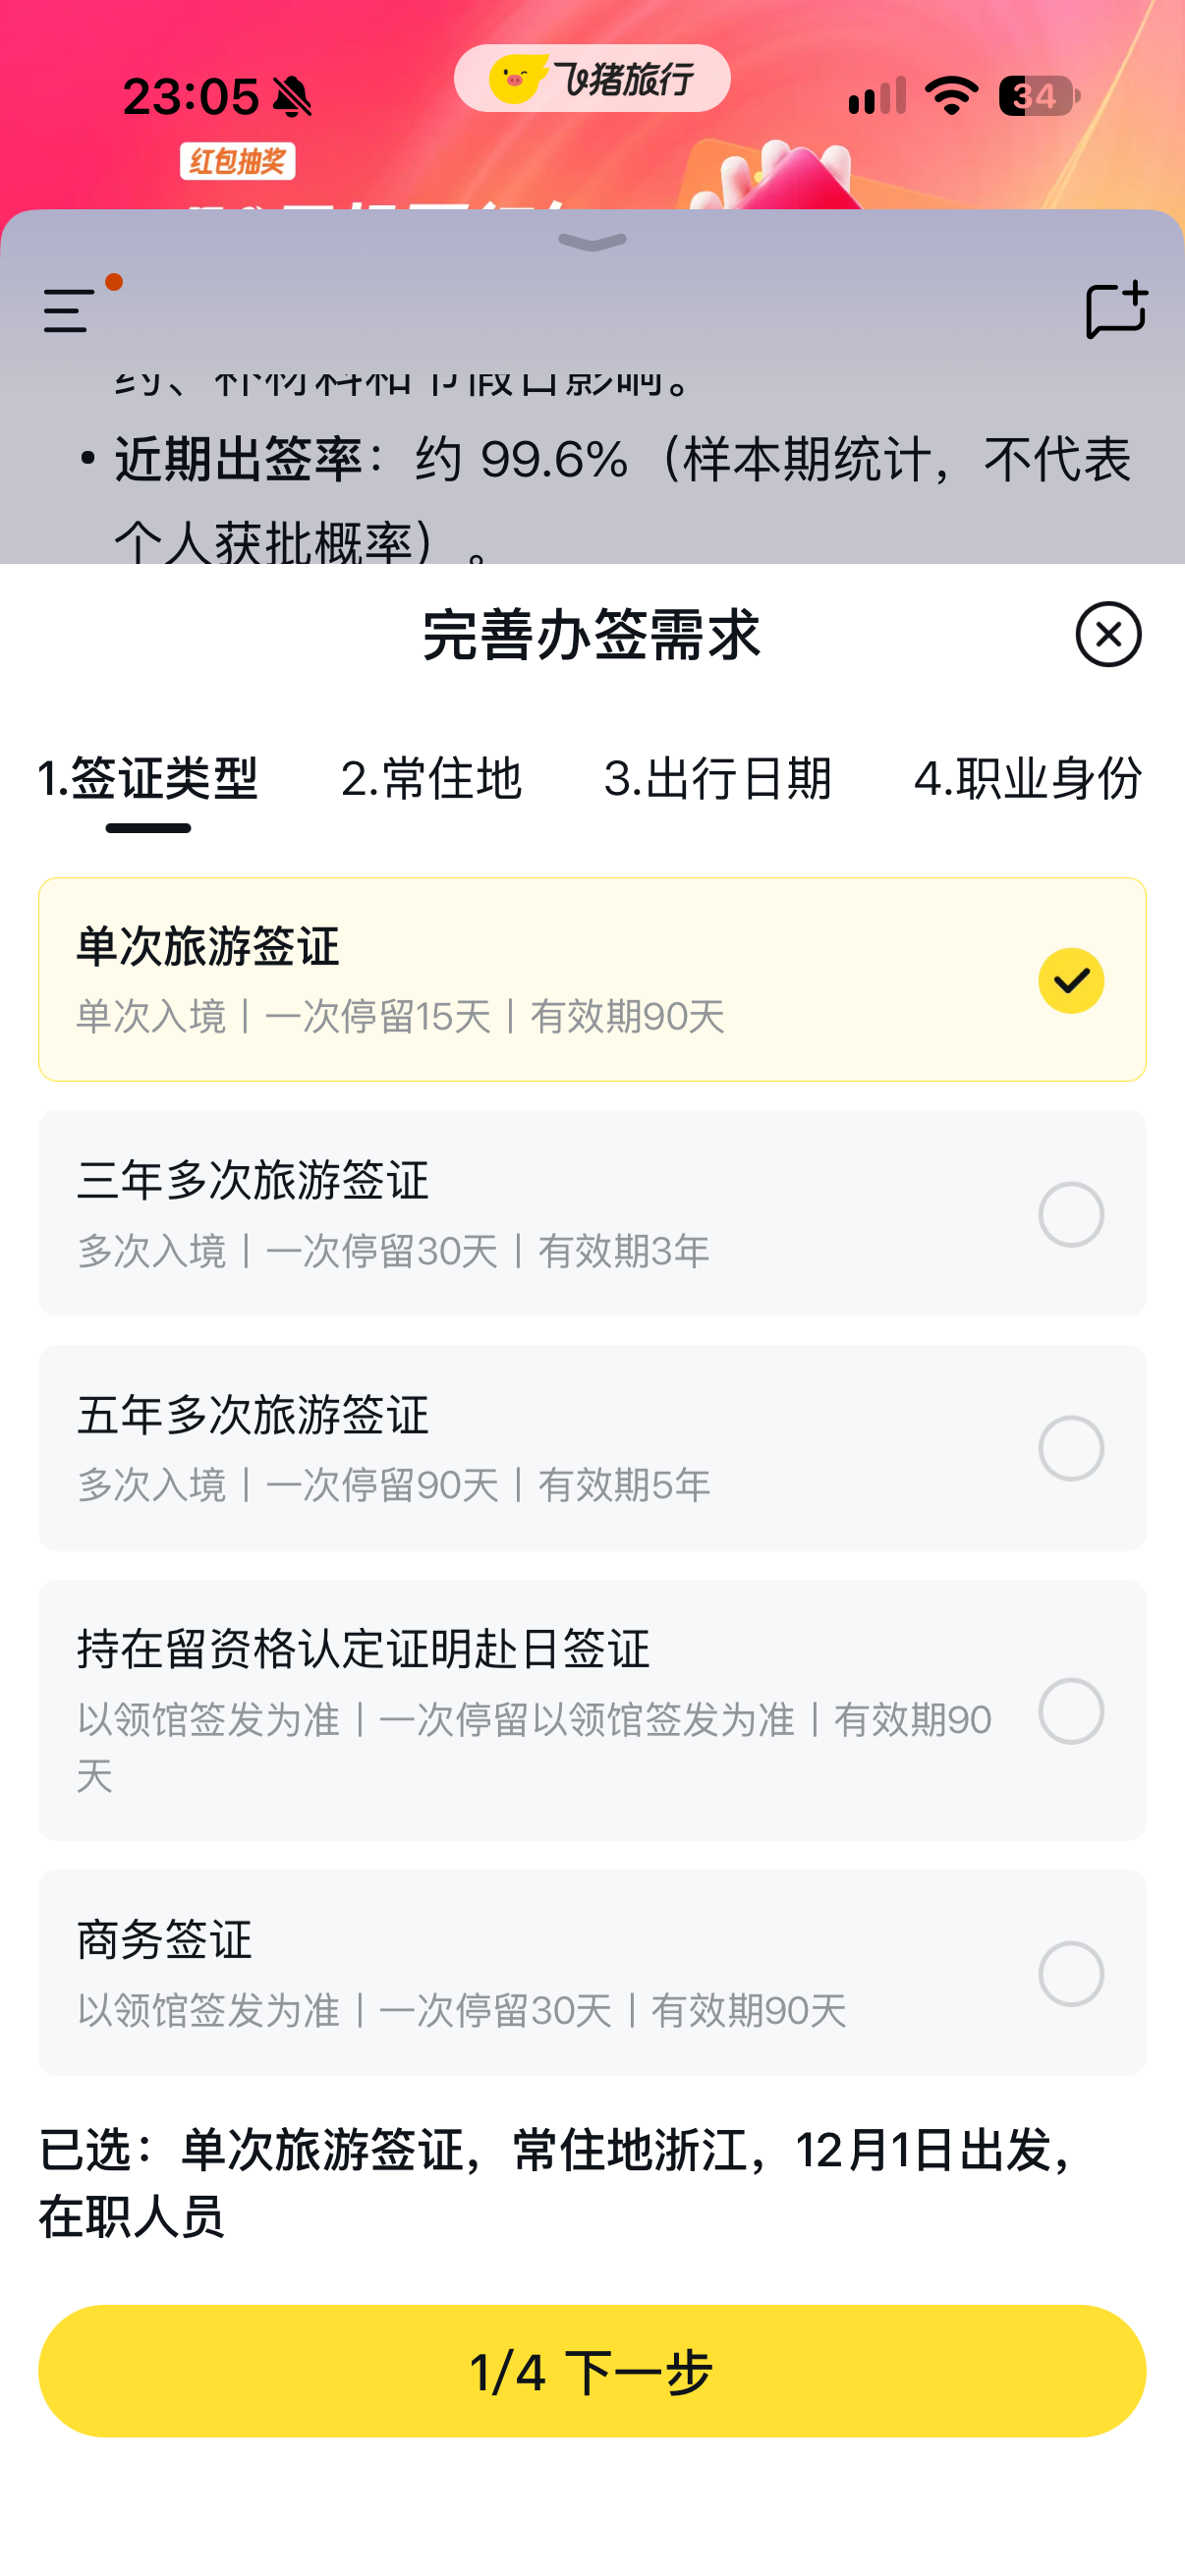 23:05
飞猪旅行
34
红包抽奖
约、补材料和节假日影响。
• 近期出签率：约 99.6%（样本期统计，不代表
个人获批概率）。
完善办签需求
1.签证类型
2.常住地
3.出行日期
4.职业身份
单次旅游签证
单次入境丨一次停留15天丨有效期90天
三年多次旅游签证
多次入境丨一次停留30天丨有效期3年
五年多次旅游签证
多次入境丨一次停留90天丨有效期5年
持在留资格认定证明赴日签证
以领馆签发为准丨一次停留以领馆签发为准丨有效期90
天
商务签证
以领馆签发为准丨一次停留30天丨有效期90天
已选：单次旅游签证，常住地浙江，12月1日出发，
在职人员
1/4 下一步